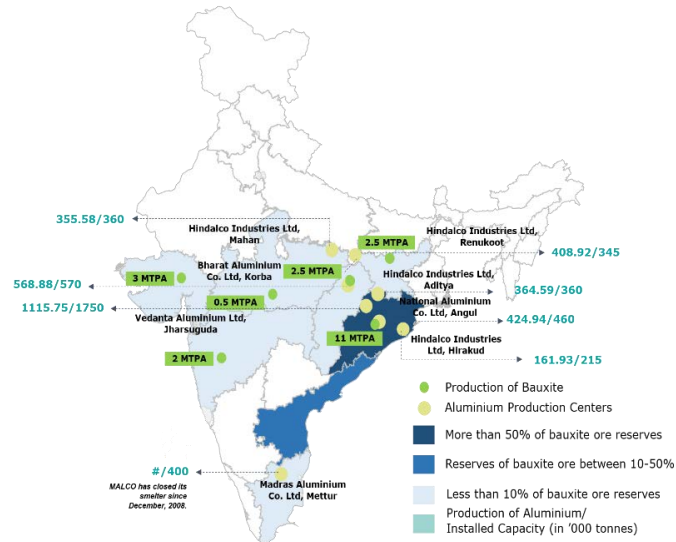 355.58/360
Hindalco Industries Ltd,
Mahan
2.5 MTPA
Hindalco Industries Ltd,
Renukoot
408.92/345
3 MTPA
Bharat Aluminium
Co. Ltd, Korba
2.5 MTPA
Hindalco Industries Ltd,
Aditya
364.59/360
568.88/570
0.5 MTPA
National Aluminium
Co. Ltd, Angul
424.94/460
1115.75/1750
Vedanta Aluminium Ltd,
Jharsuguda
11 MTPA
Hindalco Industries
Ltd, Hirakud
161.93/215
2 MTPA
Production of Bauxite
Aluminium Production Centers
More than 50% of bauxite ore reserves
Reserves of bauxite ore between 10-50%
Less than 10% of bauxite ore reserves
Production of Aluminium/
Installed Capacity (in '000 tonnes)
#/400
MALCO has closed its
smelter since
December, 2008.
Madras Aluminium
Co. Ltd, Mettur